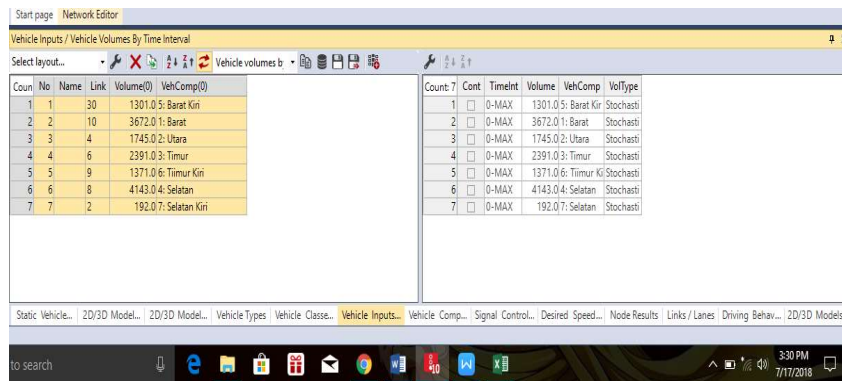 Start page Network Editor
Vehicle Inputs / Vehicle Volumes By Time Interval
Select layout... Vehicle volumes b
Coun No Name Link Volume(0) VehComp(0)
1 1 30 1301.0 5: Barat Kiri
2 2 10 3672.0 1: Barat
3 3 4 1745.0 2: Utara
4 4 6 2391.0 3: Timur
5 5 9 1371.0 6: Tiimur Kiri
6 6 8 4143.0 4: Selatan
7 7 2 192.0 7: Selatan Kiri
Count: 7 Cont TimeInt Volume VehComp VolType
1 0-MAX 1301.0 5: Barat Kir Stochasti
2 0-MAX 3672.0 1: Barat Stochasti
3 0-MAX 1745.0 2: Utara Stochasti
4 0-MAX 2391.0 3: Timur Stochasti
5 0-MAX 1371.0 6: Tiimur Ki Stochasti
6 0-MAX 4143.0 4: Selatan Stochasti
7 0-MAX 192.0 7: Selatan Stochasti
Static Vehicle... 2D/3D Model... 2D/3D Model... Vehicle Types Vehicle Classe... Vehicle Inputs... Vehicle Comp... Signal Control... Desired Speed... Node Results Links / Lanes Driving Behav... 2D/3D Models
to search 10 3:30 PM
7/17/2018